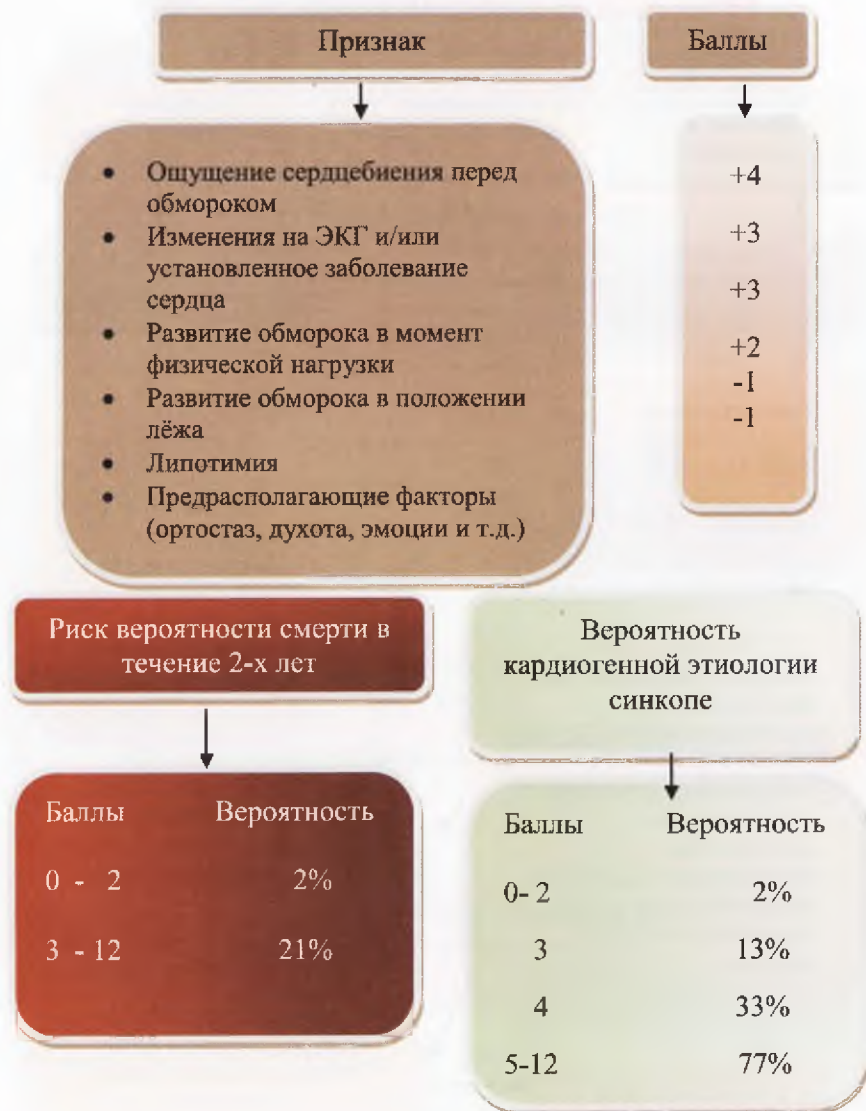 Признак
Баллы
• Ощущение сердцебиения перед
обмороком
• Изменения на ЭКГ и/или
установленное заболевание
сердца
• Развитие обморока в момент
физической нагрузки
• Развитие обморока в положении
лёжа
• Липотимия
• Предрасполагающие факторы
(ортостаз, духота, эмоции и т.д.)
+4
+3
+3
+2
-1
-1
Риск вероятности смерти в
течение 2-х лет
Баллы Вероятность
0 - 2 2%
3 - 12 21%
Вероятность
кардиогенной этиологии
синкопе
Баллы Вероятность
0- 2 2%
3 13%
4 33%
5-12 77%